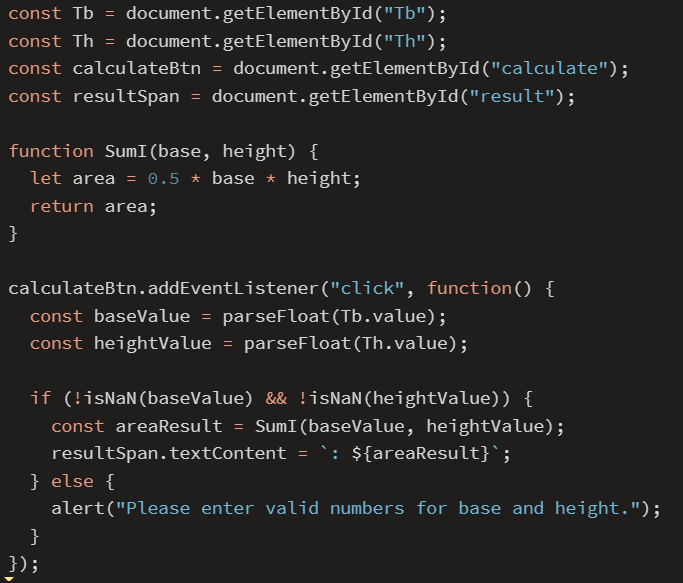 const Tb = document.getElementById("Tb");
const Th = document.getElementById("Th");
const calculateBtn = document.getElementById("calculate");
const resultSpan = document.getElementById("result");

function SumI(base, height) {
  let area = 0.5 * base * height;
  return area;
}

calculateBtn.addEventListener("click", function() {
  const baseValue = parseFloat(Tb.value);
  const heightValue = parseFloat(Th.value);

  if (!isNaN(baseValue) && !isNaN(heightValue)) {
    const areaResult = SumI(baseValue, heightValue);
    resultSpan.textContent = `: ${areaResult}`;
  } else {
    alert("Please enter valid numbers for base and height.");
  }
});